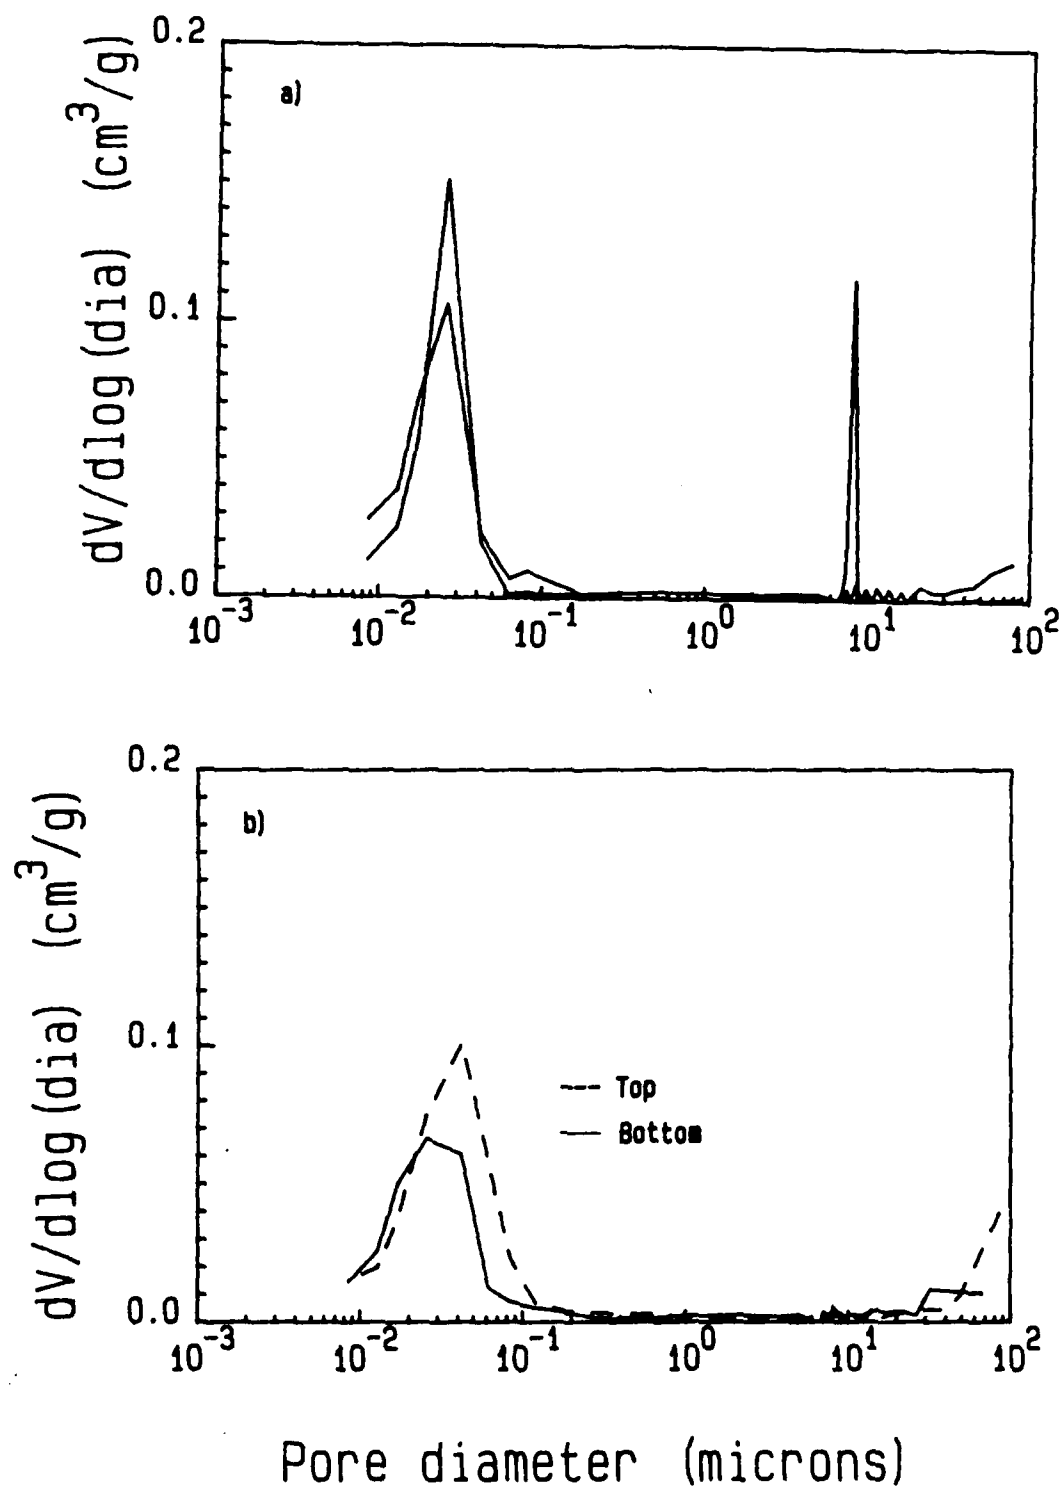 0.2
a)
dV/dlog(dia) (cm³/g)
0.1
0.0
10⁻³ 10⁻² 10⁻¹ 10⁰ 10¹ 10²
0.2
b)
dV/dlog(dia) (cm³/g)
0.1
Top
Bottom
0.0
10⁻³ 10⁻² 10⁻¹ 10⁰ 10¹ 10²
Pore diameter (microns)